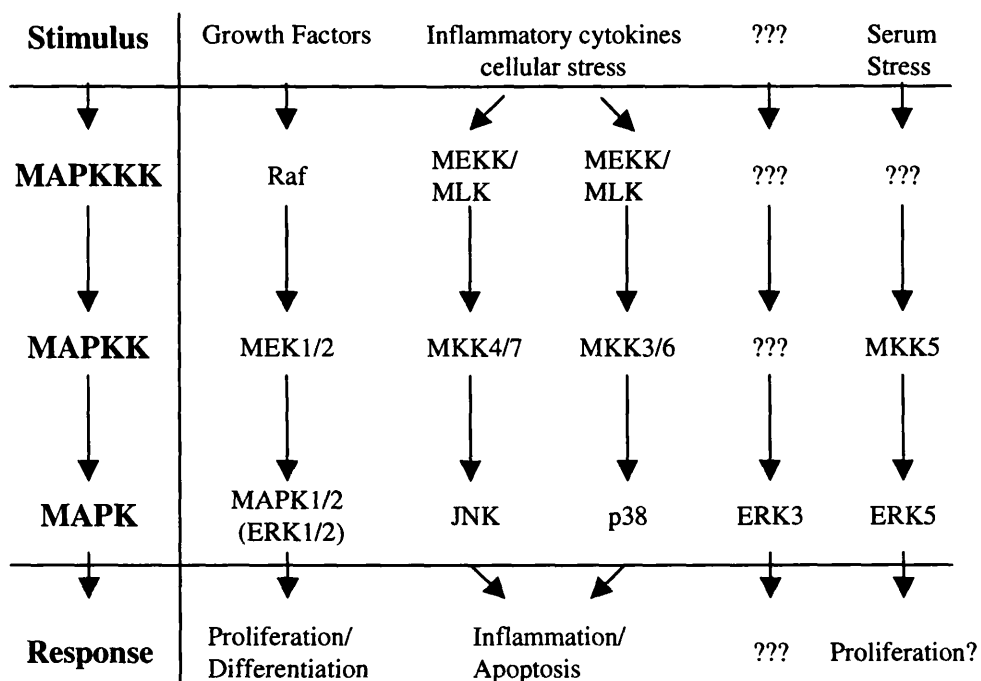 Stimulus
Growth Factors
Inflammatory cytokines
cellular stress
???
Serum
Stress
MAPKKK
Raf
MEKK/
MLK
MEKK/
MLK
???
???
MAPKK
MEK1/2
MKK4/7
MKK3/6
???
MKK5
MAPK
MAPK1/2
(ERK1/2)
JNK
p38
ERK3
ERK5
Response
Proliferation/
Differentiation
Inflammation/
Apoptosis
???
Proliferation?